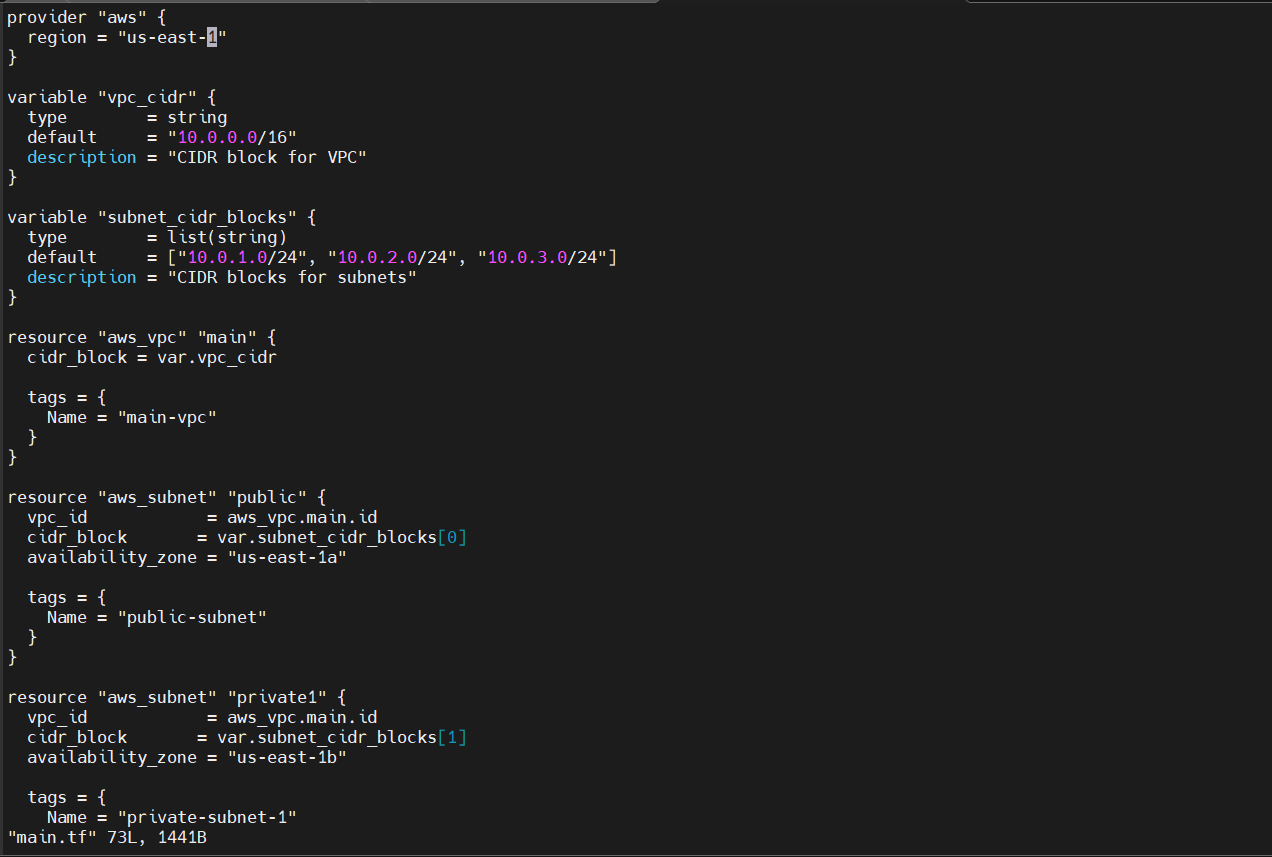 provider "aws" {
  region = "us-east-1"
}

variable "vpc_cidr" {
  type        = string
  default     = "10.0.0.0/16"
  description = "CIDR block for VPC"
}

variable "subnet_cidr_blocks" {
  type        = list(string)
  default     = ["10.0.1.0/24", "10.0.2.0/24", "10.0.3.0/24"]
  description = "CIDR blocks for subnets"
}

resource "aws_vpc" "main" {
  cidr_block = var.vpc_cidr

  tags = {
    Name = "main-vpc"
  }
}

resource "aws_subnet" "public" {
  vpc_id            = aws_vpc.main.id
  cidr_block       = var.subnet_cidr_blocks[0]
  availability_zone = "us-east-1a"

  tags = {
    Name = "public-subnet"
  }
}

resource "aws_subnet" "private1" {
  vpc_id            = aws_vpc.main.id
  cidr_block       = var.subnet_cidr_blocks[1]
  availability_zone = "us-east-1b"

  tags = {
    Name = "private-subnet-1"
"main.tf" 73L, 1441B